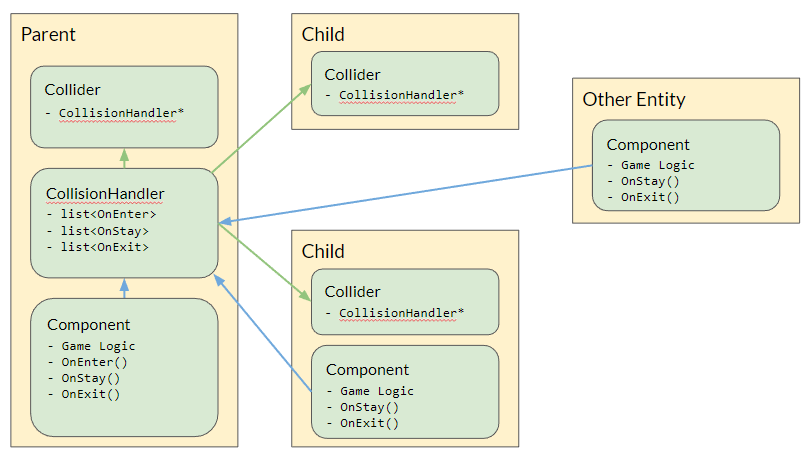 Parent
Collider
- CollisionHandler*
CollisionHandler
- list<OnEnter>
- list<OnStay>
- list<OnExit>
Component
- Game Logic
- OnEnter()
- OnStay()
- OnExit()
Child
Collider
- CollisionHandler*
Child
Collider
- CollisionHandler*
Component
- Game Logic
- OnStay()
- OnExit()
Other Entity
Component
- Game Logic
- OnStay()
- OnExit()